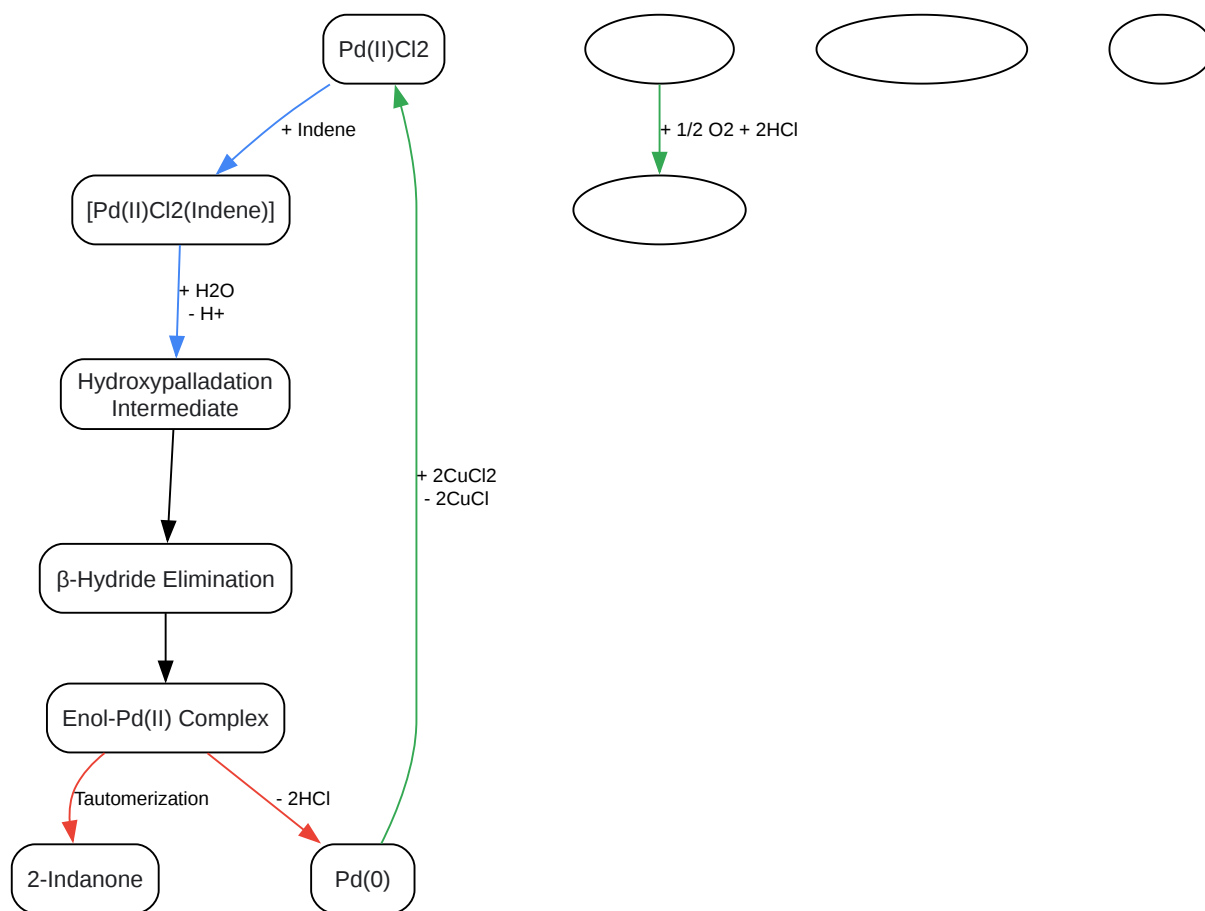 Pd(II)Cl2
+ Indene
+ 1/2 O2 + 2HCl
[Pd(II)Cl2(Indene)]
+ H2O
- H+
Hydroxypalladation
Intermediate
+ 2CuCl2
- 2CuCl
β-Hydride Elimination
Enol-Pd(II) Complex
Tautomerization
- 2HCl
2-Indanone
Pd(0)